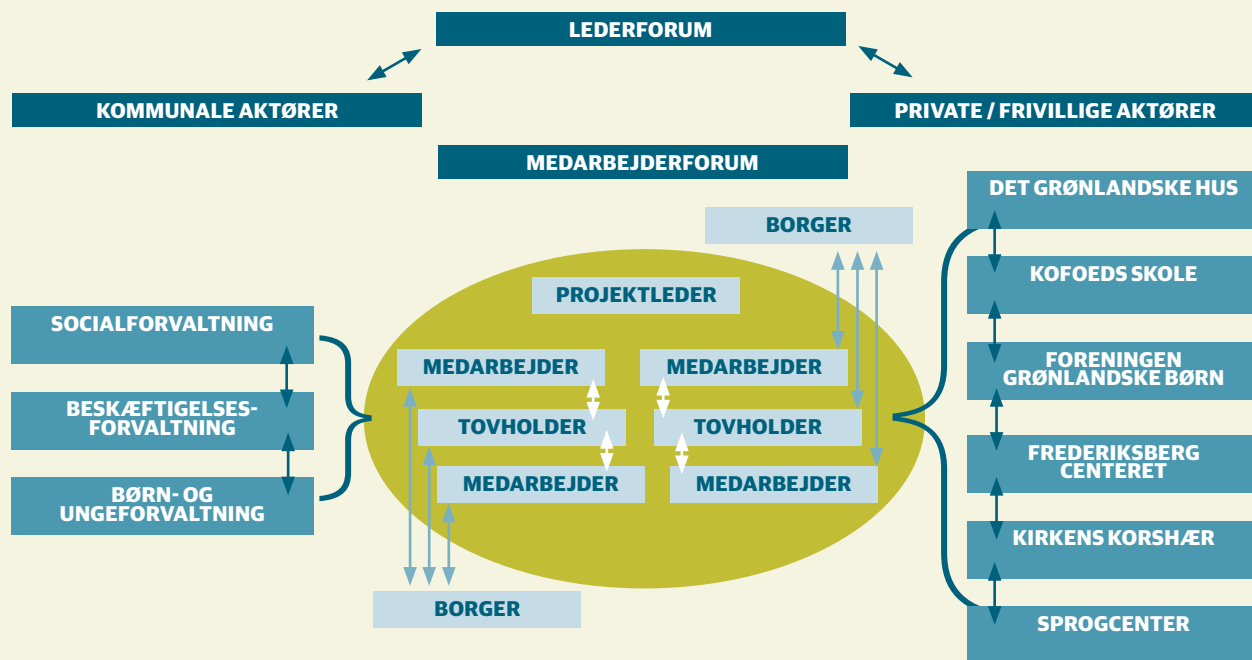 LEDERFORUM
KOMMUNALE AKTØRER
PRIVATE / FRIVILLIGE AKTØRER
MEDARBEJDERFORUM
DET GRØNLANDSKE HUS
BORGER
KOFOEDS SKOLE
PROJEKTLEDER
SOCIALFORVALTNING
MEDARBEJDER
MEDARBEJDER
FORENINGEN
GRØNLANDSKE BØRN
BESKÆFTIGELSES-
FORVALTNING
TOVHOLDER
TOVHOLDER
FREDERIKSBERG
CENTERET
MEDARBEJDER
MEDARBEJDER
BØRN- OG
UNGEFORVALTNING
KIRKENS KORSHÆR
BORGER
SPROGCENTER